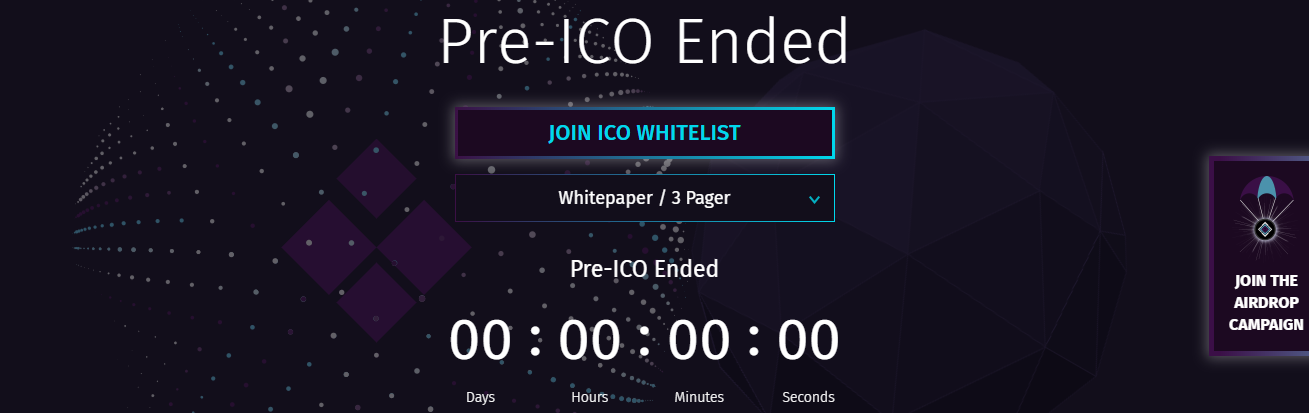 Pre-ICO Ended
JOIN ICO WHITELIST
Whitepaper / 3 Pager
Pre-ICO Ended
00 : 00 : 00 : 00
Days Hours Minutes Seconds
JOIN THE
AIRDROP
CAMPAIGN